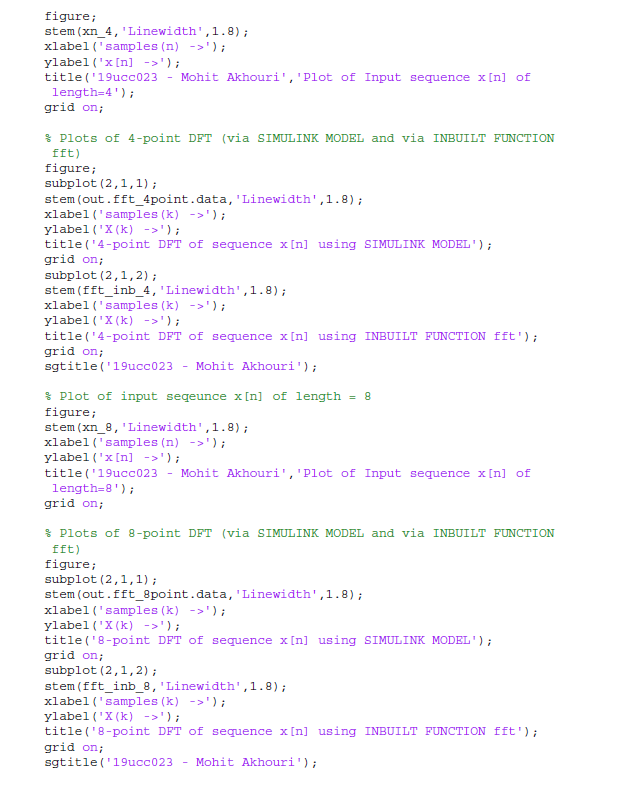 figure;
stem(xn_4,'Linewidth',1.8);
xlabel('samples(n) ->');
ylabel('x[n] ->');
title('19ucc023 - Mohit Akhouri','Plot of Input sequence x[n] of
length=4');
grid on;
% Plots of 4-point DFT (via SIMULINK MODEL and via INBUILT FUNCTION
fft)
figure;
subplot(2,1,1);
stem(out.fft_4point.data,'Linewidth',1.8);
xlabel('samples(k) ->');
ylabel('X(k) ->');
title('4-point DFT of sequence x[n] using SIMULINK MODEL');
grid on;
subplot(2,1,2);
stem(fft_inb_4,'Linewidth',1.8);
xlabel('samples(k) ->');
ylabel('X(k) ->');
title('4-point DFT of sequence x[n] using INBUILT FUNCTION fft');
grid on;
sgtitle('19ucc023 - Mohit Akhouri');
% Plot of input seqeunce x[n] of length = 8
figure;
stem(xn_8,'Linewidth',1.8);
xlabel('samples(n) ->');
ylabel('x[n] ->');
title('19ucc023 - Mohit Akhouri','Plot of Input sequence x[n] of
length=8');
grid on;
% Plots of 8-point DFT (via SIMULINK MODEL and via INBUILT FUNCTION
fft)
figure;
subplot(2,1,1);
stem(out.fft_8point.data,'Linewidth',1.8);
xlabel('samples(k) ->');
ylabel('X(k) ->');
title('8-point DFT of sequence x[n] using SIMULINK MODEL');
grid on;
subplot(2,1,2);
stem(fft_inb_8,'Linewidth',1.8);
xlabel('samples(k) ->');
ylabel('X(k) ->');
title('8-point DFT of sequence x[n] using INBUILT FUNCTION fft');
grid on;
sgtitle('19ucc023 - Mohit Akhouri');